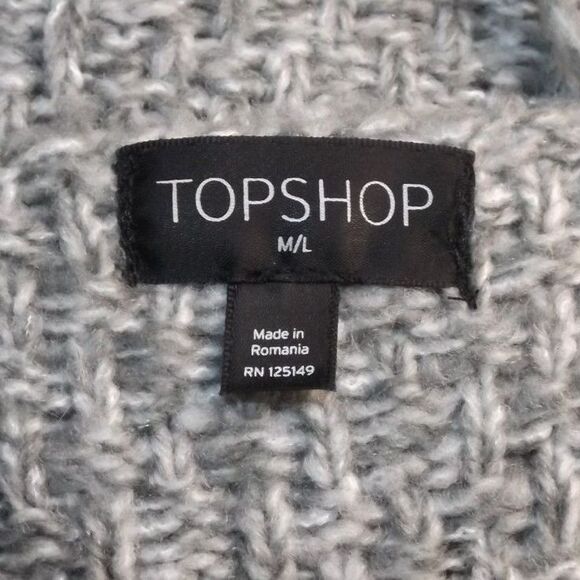 TOPSHOP
M/L
Made in
Romania
RN 125149